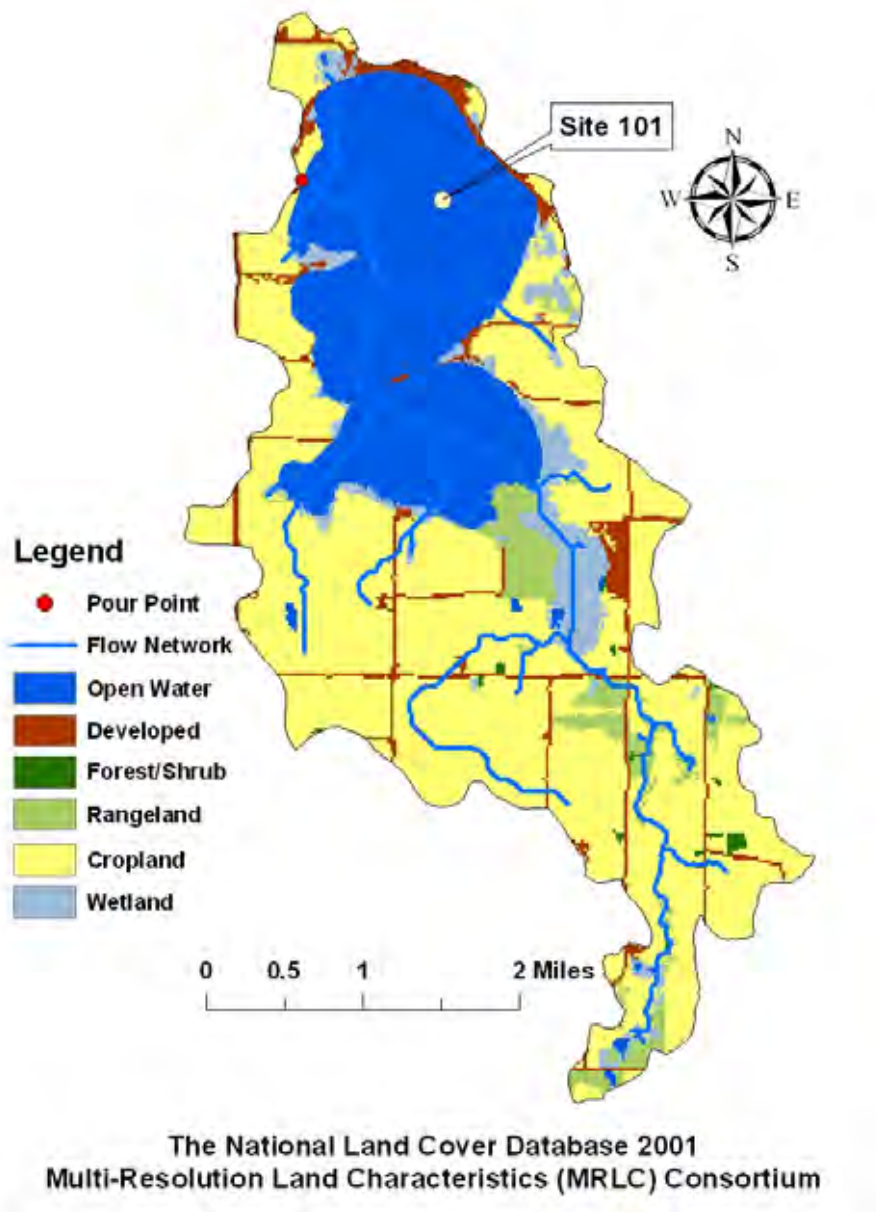 Site 101
N
W E
S
Legend
Pour Point
Flow Network
Open Water
Developed
Forest/Shrub
Rangeland
Cropland
Wetland
0 0.5 1 2 Miles
The National Land Cover Database 2001
Multi-Resolution Land Characteristics (MRLC) Consortium